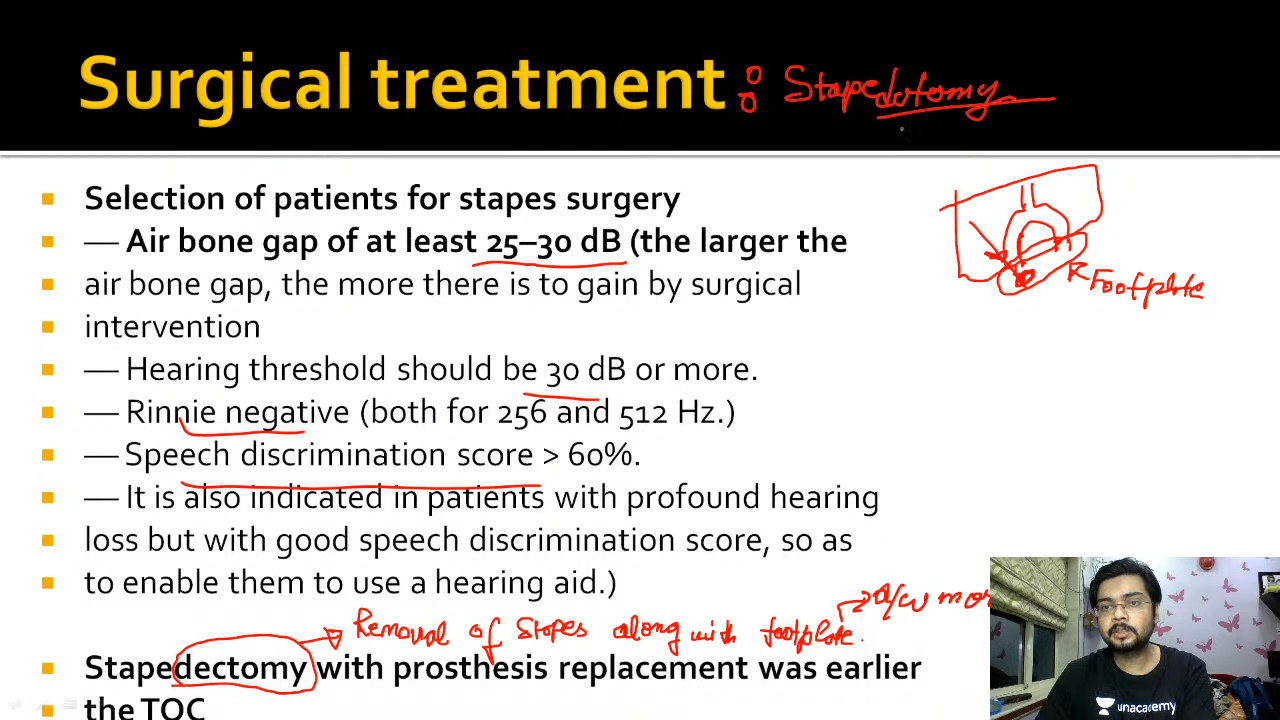 Surgical treatment : Stapedotomy
Selection of patients for stapes surgery
— Air bone gap of at least 25–30 dB (the larger the
air bone gap, the more there is to gain by surgical
intervention
— Hearing threshold should be 30 dB or more.
— Rinnie negative (both for 256 and 512 Hz.)
— Speech discrimination score > 60%.
— It is also indicated in patients with profound hearing
loss but with good speech discrimination score, so as
to enable them to use a hearing aid.)
Footplate
a/w mor
Removal of Stapes along with footplate.
Stapedectomy with prosthesis replacement was earlier
the TOC
unacademy